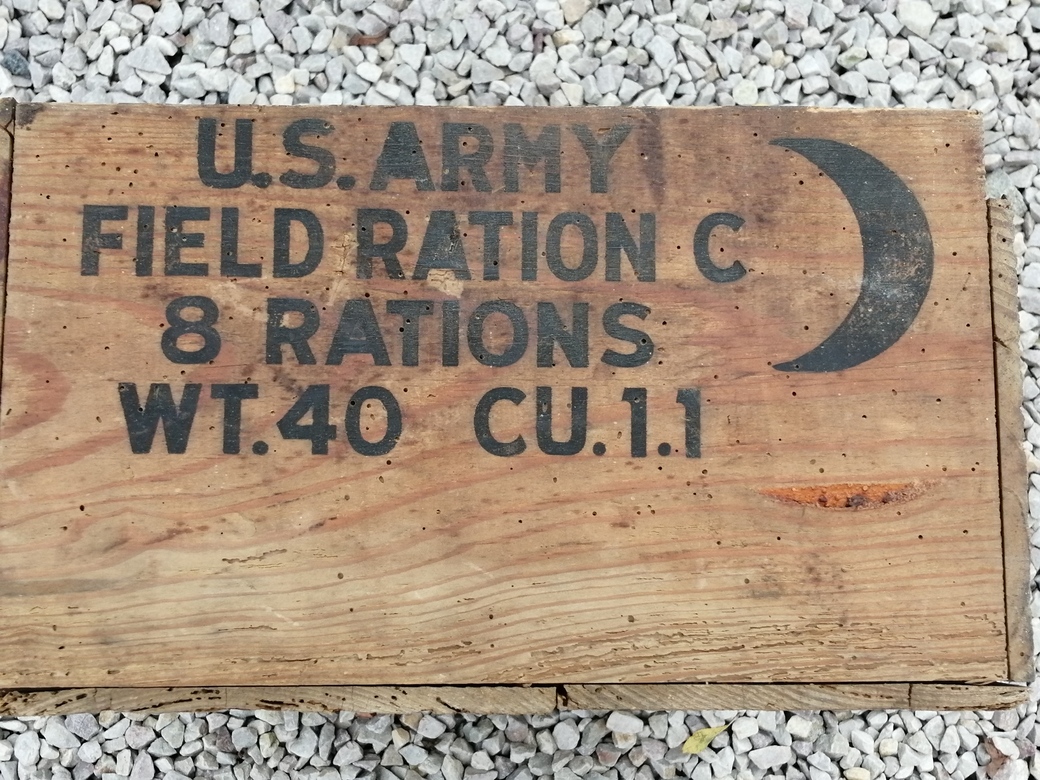 U.S. ARMY
FIELD RATION C
8 RATIONS
WT.40 CU.1.1